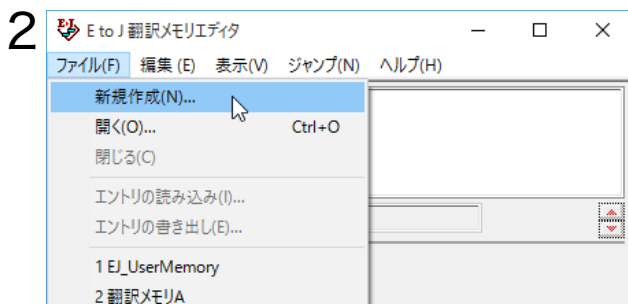 2
E to J 翻訳メモリエディタ
ファイル(F) 編集(E) 表示(V) ジャンプ(N) ヘルプ(H)
新規作成(N)...
開く(O)... Ctrl+O
閉じる(C)
エントリの読み込み(I)...
エントリの書き出し(E)...
1 EJ_UserMemory
2 翻訳メモリA